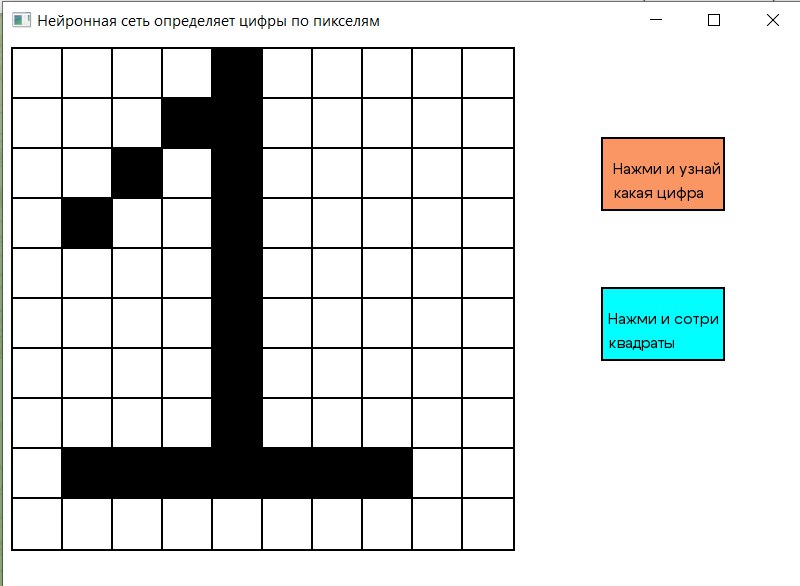 Нейронная сеть определяет цифры по пикселям
Нажми и узнай
какая цифра
Нажми и сотри
квадраты